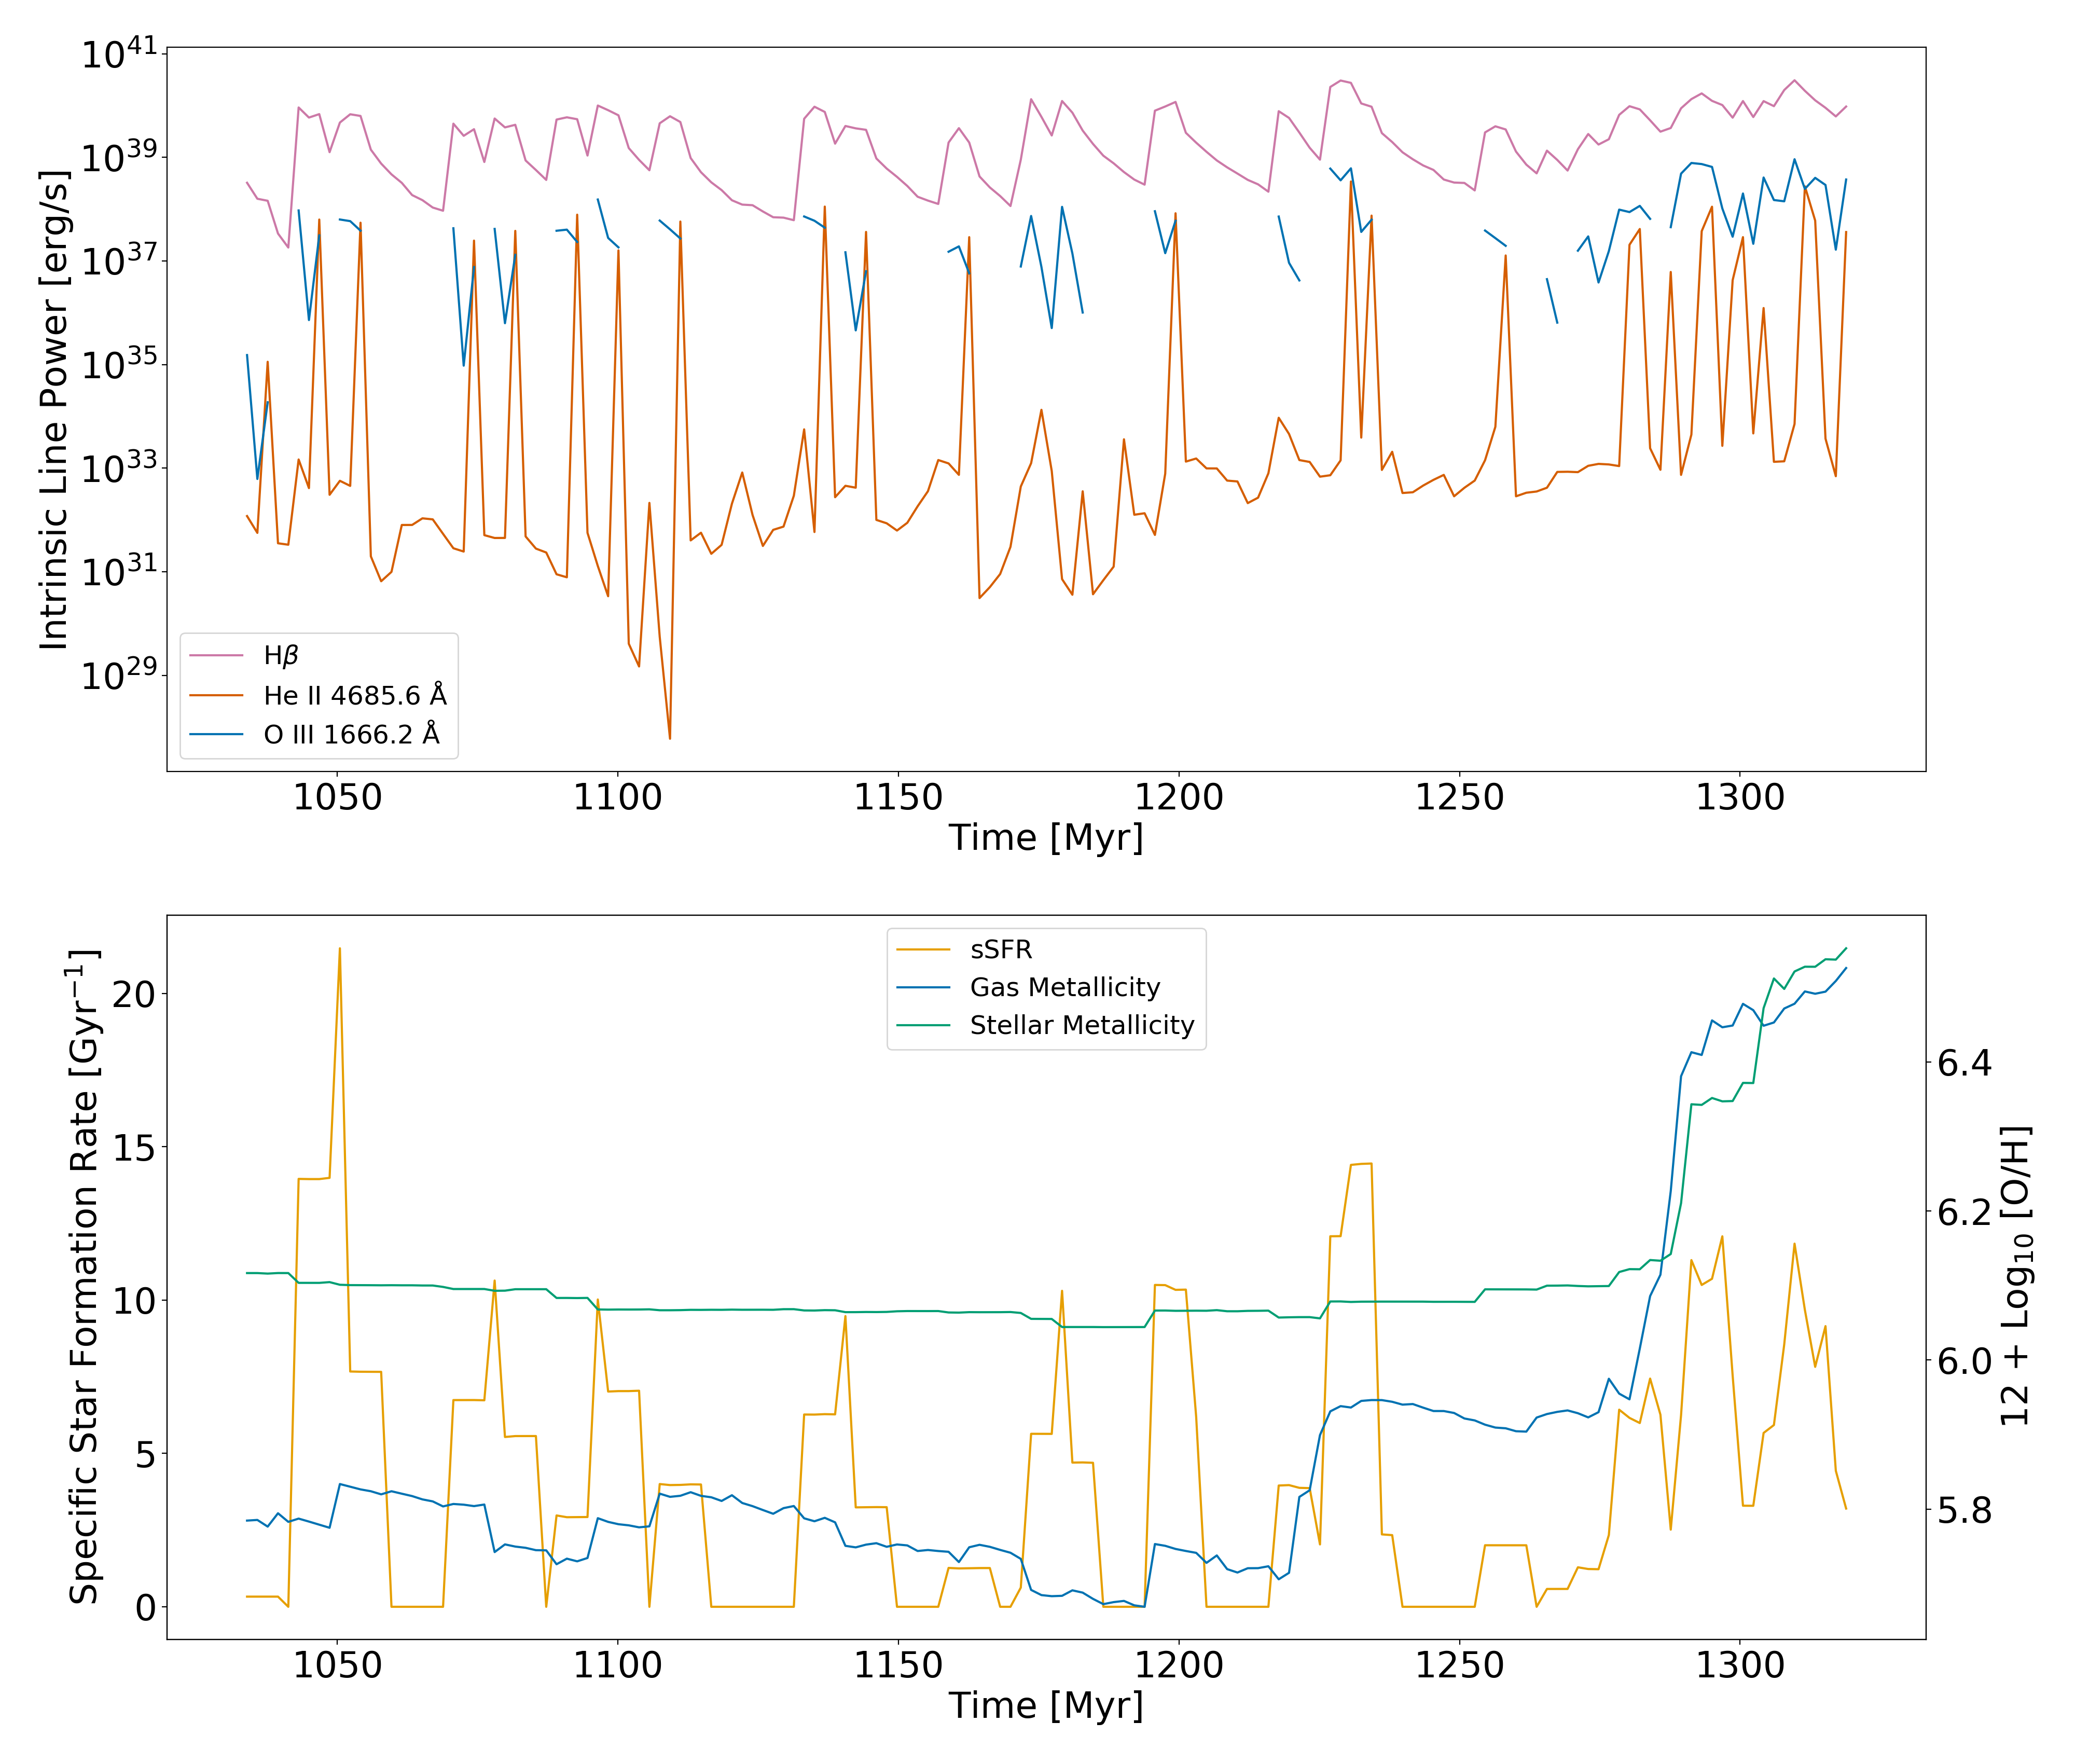 10^41
10^39
10^37
10^35
10^33
10^31
10^29
Intrinsic Line Power [erg/s]
Hβ
He II 4685.6 Å
O III 1666.2 Å
1050 1100 1150 1200 1250 1300
Time [Myr]
20
15
10
5
0
Specific Star Formation Rate [Gyr⁻¹]
sSFR
Gas Metallicity
Stellar Metallicity
6.4
6.2
6.0
5.8
12 + Log₁₀ [O/H]
1050 1100 1150 1200 1250 1300
Time [Myr]